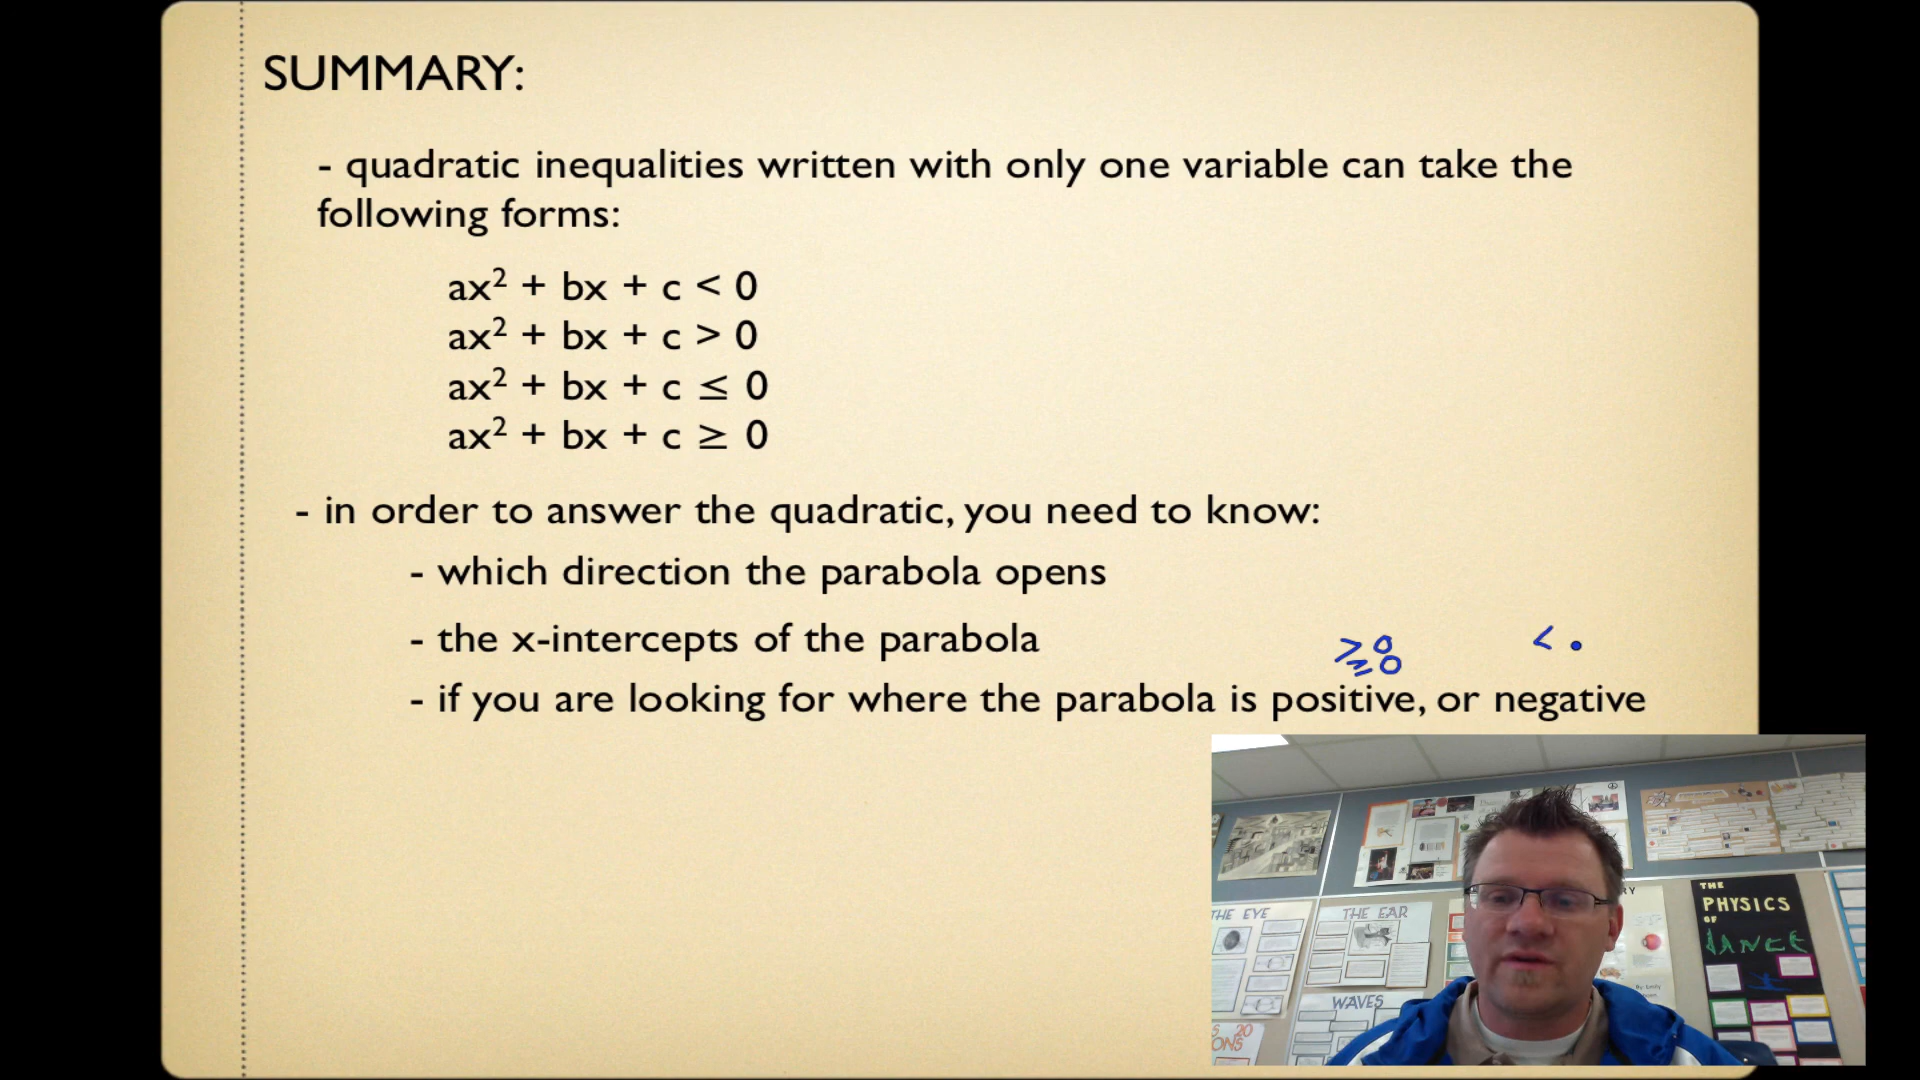 SUMMARY:
- quadratic inequalities written with only one variable can take the
following forms:
ax² + bx + c < 0
ax² + bx + c > 0
ax² + bx + c ≤ 0
ax² + bx + c ≥ 0
- in order to answer the quadratic, you need to know:
- which direction the parabola opens
- the x-intercepts of the parabola
> 0
≥ 0
<
- if you are looking for where the parabola is positive, or negative
THE EYE
THE EAR
WAVES
THE
PHYSICS
OF
DANCE
20